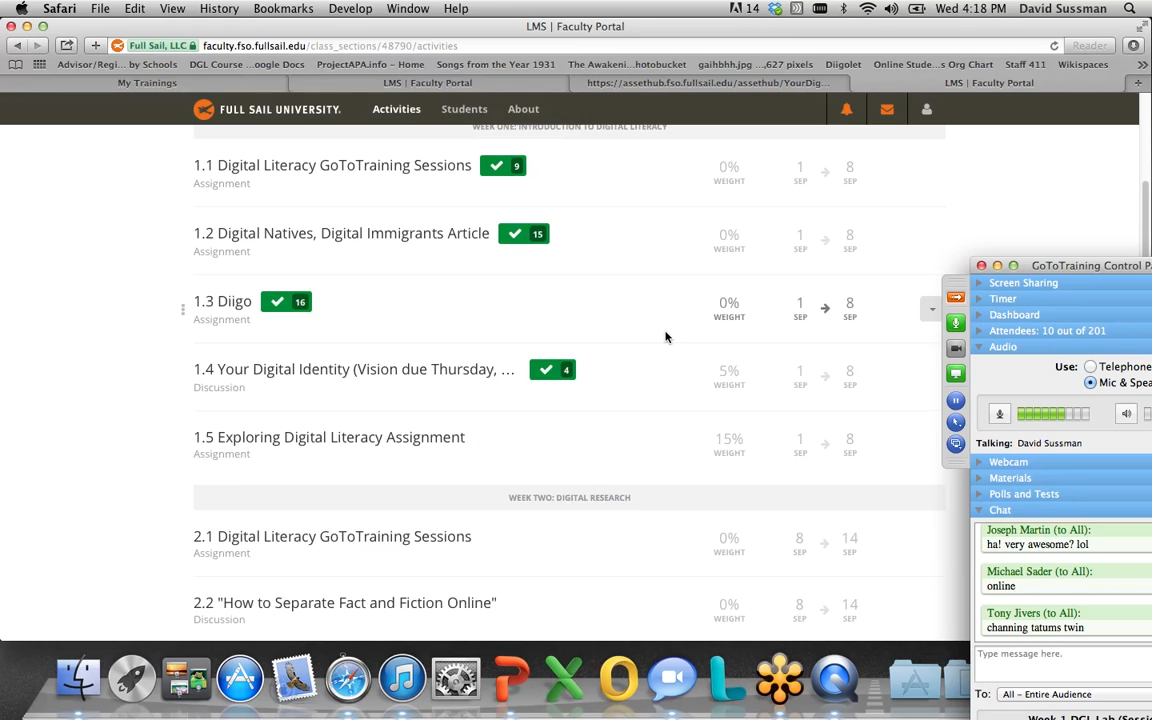 Safari File Edit View History Bookmarks Develop Window Help 14 Wed 4:18 PM David Sussman
LMS | Faculty Portal
Full Sail, LLC faculty.fso.fullsail.edu/class_sections/48790/activities Reader
Advisor/Regi... by Schools DGL Course ...oogle Docs ProjectAPA.info – Home Songs from the Year 1931 The Awakeni...hotobucket gaihbhh.jpg ...,627 pixels Diigolet Online Stude...s Org Chart Staff 411 Wikispaces
My Trainings LMS | Faculty Portal https://assethub.fso.fullsail.edu/assethub/YourDig... LMS | Faculty Portal
FULL SAIL UNIVERSITY. Activities Students About
WEEK ONE: INTRODUCTION TO DIGITAL LITERACY
1.1 Digital Literacy GoToTraining Sessions 9 0% 1 8
Assignment WEIGHT SEP SEP
1.2 Digital Natives, Digital Immigrants Article 15 0% 1 8
Assignment WEIGHT SEP SEP
1.3 Diigo 16 0% 1 8
Assignment WEIGHT SEP SEP
1.4 Your Digital Identity (Vision due Thursday, ... 4 5% 1 8
Discussion WEIGHT SEP SEP
1.5 Exploring Digital Literacy Assignment 15% 1 8
Assignment WEIGHT SEP SEP
WEEK TWO: DIGITAL RESEARCH
2.1 Digital Literacy GoToTraining Sessions 0% 8 14
Assignment WEIGHT SEP SEP
2.2 "How to Separate Fact and Fiction Online" 0% 8 14
Discussion WEIGHT SEP SEP
GoToTraining Control Pa
Screen Sharing
Timer
Dashboard
Attendees: 10 out of 201
Audio
Use: Telephone
Mic & Spea
Talking: David Sussman
Webcam
Materials
Polls and Tests
Chat
Joseph Martin (to All):
ha! very awesome? lol
Michael Sader (to All):
online
Tony Jivers (to All):
channing tatums twin
Type message here.
To: All – Entire Audience
Week 1 DGL Lab (Sessio